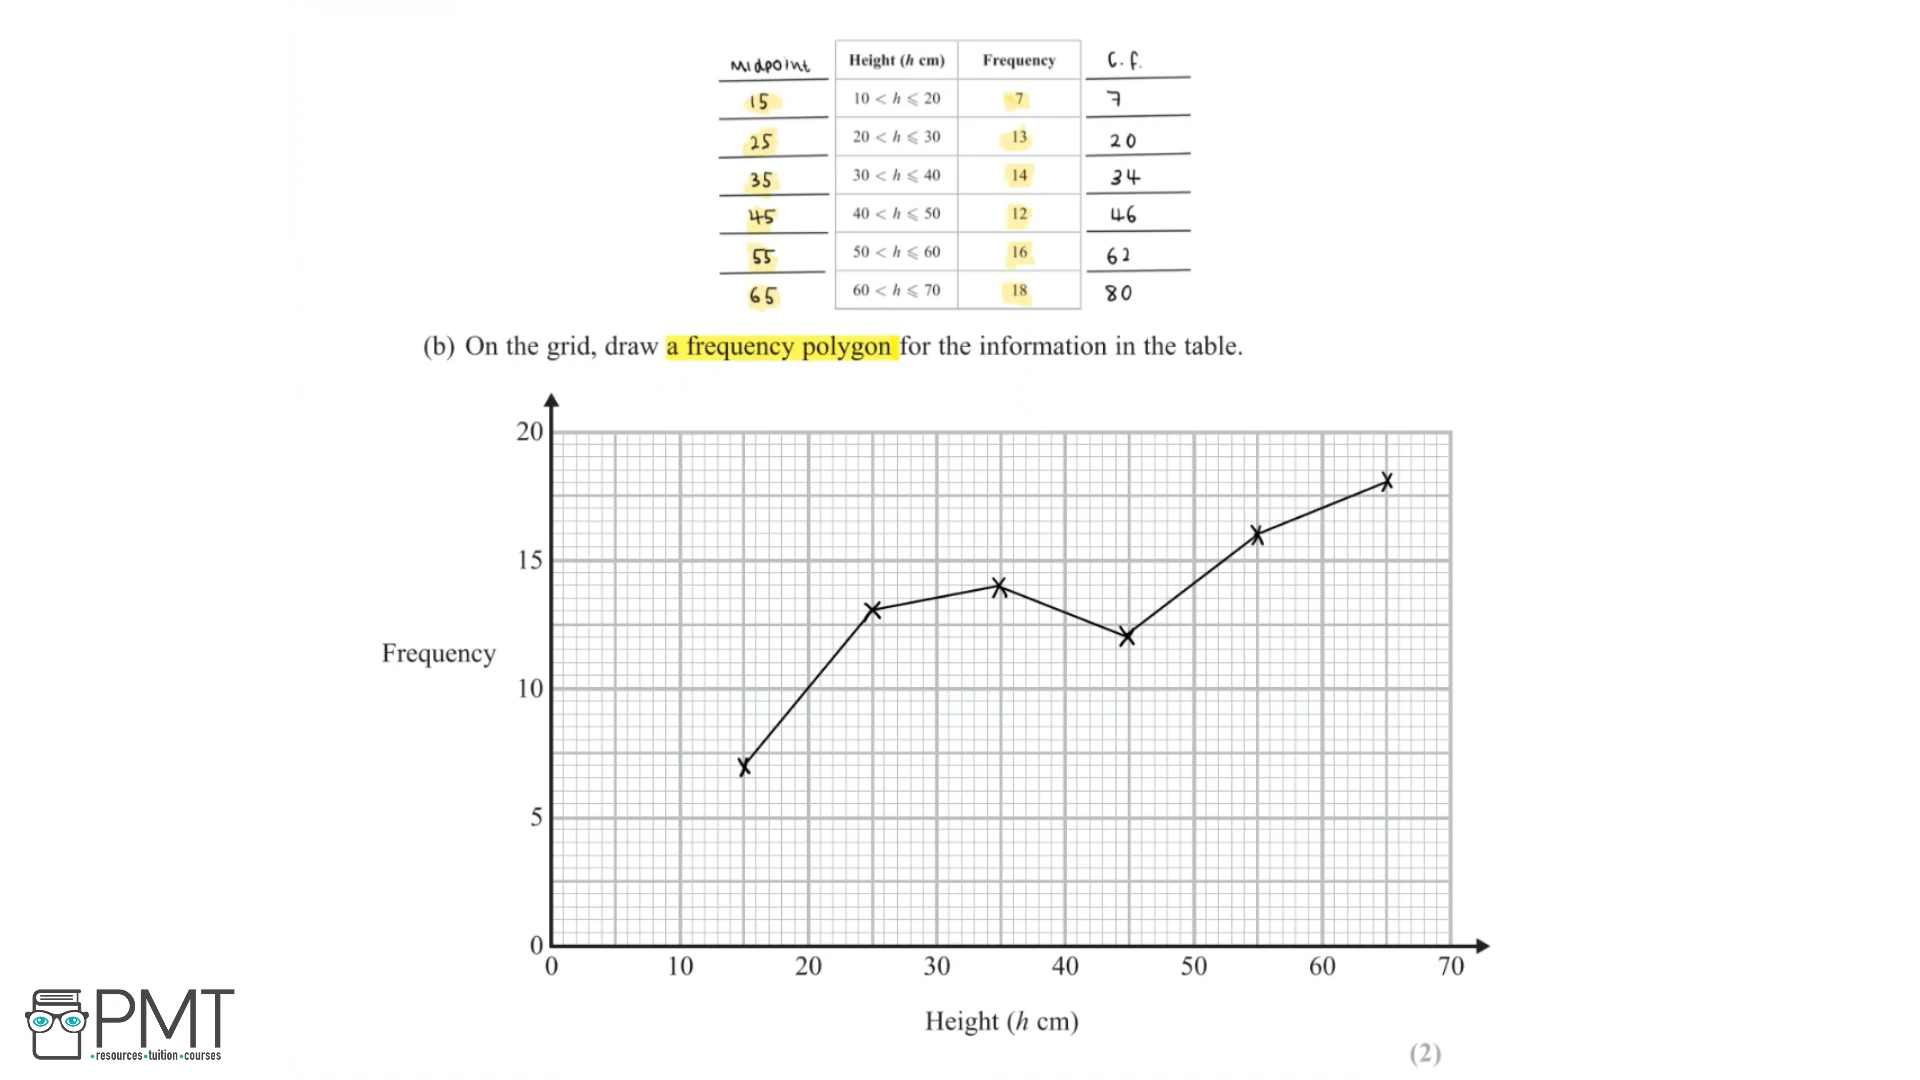 Midpoint Height (h cm) Frequency C.f.
15 10 < h ⩽ 20 7 7
25 20 < h ⩽ 30 13 20
35 30 < h ⩽ 40 14 34
45 40 < h ⩽ 50 12 46
55 50 < h ⩽ 60 16 62
65 60 < h ⩽ 70 18 80
(b) On the grid, draw a frequency polygon for the information in the table.
20
15
Frequency
10
5
0
0 10 20 30 40 50 60 70
Height (h cm)
(2)
PMT
•resources•tuition•courses